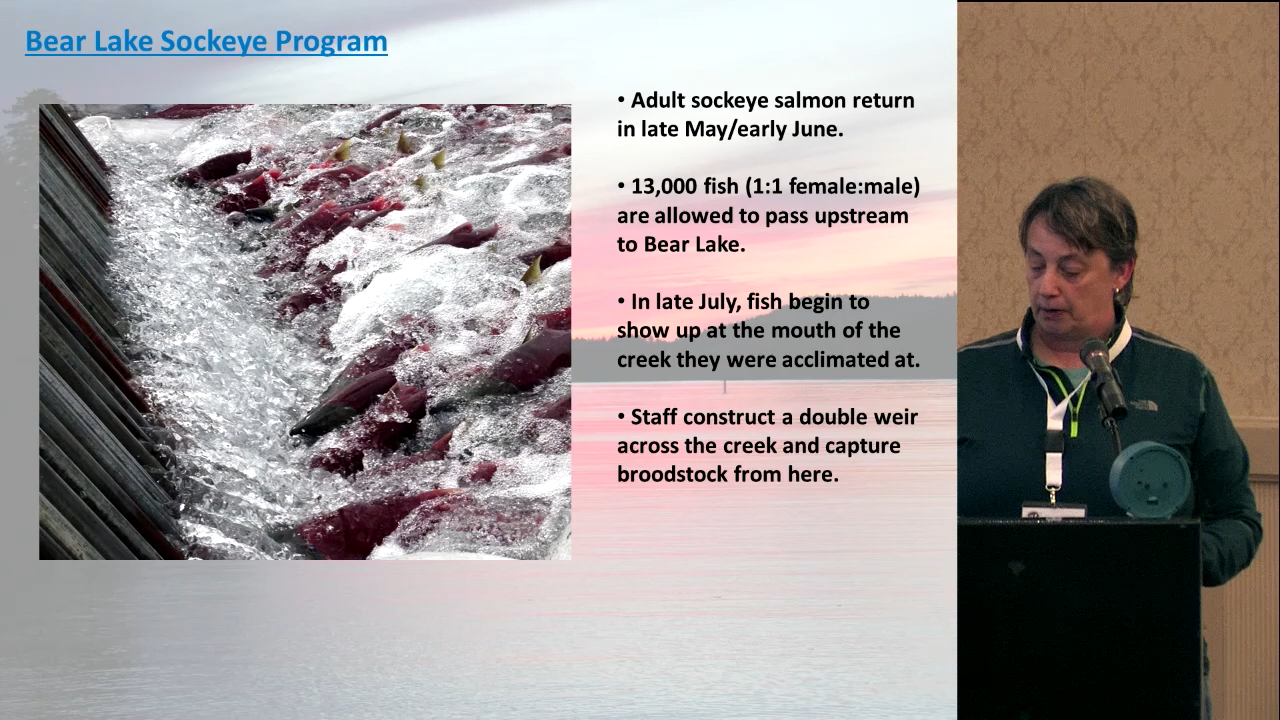 Bear Lake Sockeye Program
• Adult sockeye salmon return
in late May/early June.
• 13,000 fish (1:1 female:male)
are allowed to pass upstream
to Bear Lake.
• In late July, fish begin to
show up at the mouth of the
creek they were acclimated at.
• Staff construct a double weir
across the creek and capture
broodstock from here.